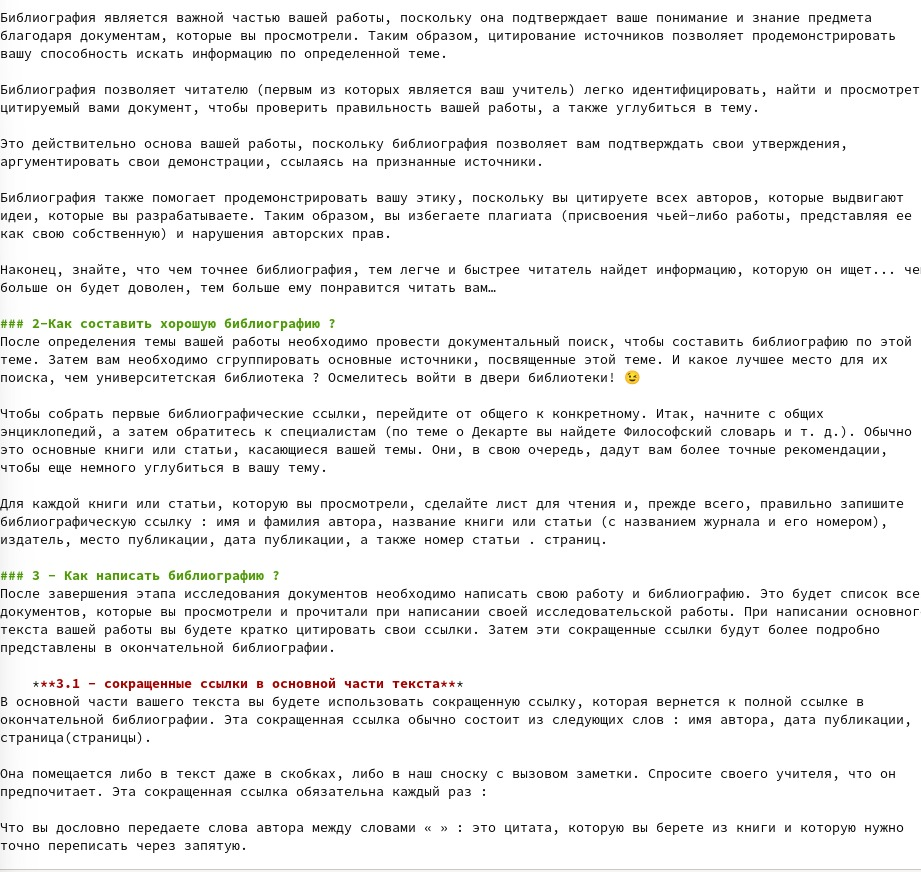 Библиография является важной частью вашей работы, поскольку она подтверждает ваше понимание и знание предмета
благодаря документам, которые вы просмотрели. Таким образом, цитирование источников позволяет продемонстрировать
вашу способность искать информацию по определенной теме.
Библиография позволяет читателю (первым из которых является ваш учитель) легко идентифицировать, найти и просмотрет
цитируемый вами документ, чтобы проверить правильность вашей работы, а также углубиться в тему.
Это действительно основа вашей работы, поскольку библиография позволяет вам подтверждать свои утверждения,
аргументировать свои демонстрации, ссылаясь на признанные источники.
Библиография также помогает продемонстрировать вашу этику, поскольку вы цитируете всех авторов, которые выдвигают
идеи, которые вы разрабатываете. Таким образом, вы избегаете плагиата (присвоения чьей-либо работы, представляя ее
как свою собственную) и нарушения авторских прав.
Наконец, знайте, что чем точнее библиография, тем легче и быстрее читатель найдет информацию, которую он ищет... че
больше он будет доволен, тем больше ему понравится читать вам…
### 2-Как составить хорошую библиографию ?
После определения темы вашей работы необходимо провести документальный поиск, чтобы составить библиографию по этой
теме. Затем вам необходимо сгруппировать основные источники, посвященные этой теме. И какое лучшее место для их
поиска, чем университетская библиотека ? Осмелитесь войти в двери библиотеки! 😉
Чтобы собрать первые библиографические ссылки, перейдите от общего к конкретному. Итак, начните с общих
энциклопедий, а затем обратитесь к специалистам (по теме о Декарте вы найдете Философский словарь и т. д.). Обычно
это основные книги или статьи, касающиеся вашей темы. Они, в свою очередь, дадут вам более точные рекомендации,
чтобы еще немного углубиться в вашу тему.
Для каждой книги или статьи, которую вы просмотрели, сделайте лист для чтения и, прежде всего, правильно запишите
библиографическую ссылку : имя и фамилия автора, название книги или статьи (с названием журнала и его номером),
издатель, место публикации, дата публикации, а также номер статьи . страниц.
### 3 - Как написать библиографию ?
После завершения этапа исследования документов необходимо написать свою работу и библиографию. Это будет список все
документов, которые вы просмотрели и прочитали при написании своей исследовательской работы. При написании основног
текста вашей работы вы будете кратко цитировать свои ссылки. Затем эти сокращенные ссылки будут более подробно
представлены в окончательной библиографии.
***3.1 - сокращенные ссылки в основной части текста***
В основной части вашего текста вы будете использовать сокращенную ссылку, которая вернется к полной ссылке в
окончательной библиографии. Эта сокращенная ссылка обычно состоит из следующих слов : имя автора, дата публикации,
страница(страницы).
Она помещается либо в текст даже в скобках, либо в наш сноску с вызовом заметки. Спросите своего учителя, что он
предпочитает. Эта сокращенная ссылка обязательна каждый раз :
Что вы дословно передаете слова автора между словами « » : это цитата, которую вы берете из книги и которую нужно
точно переписать через запятую.